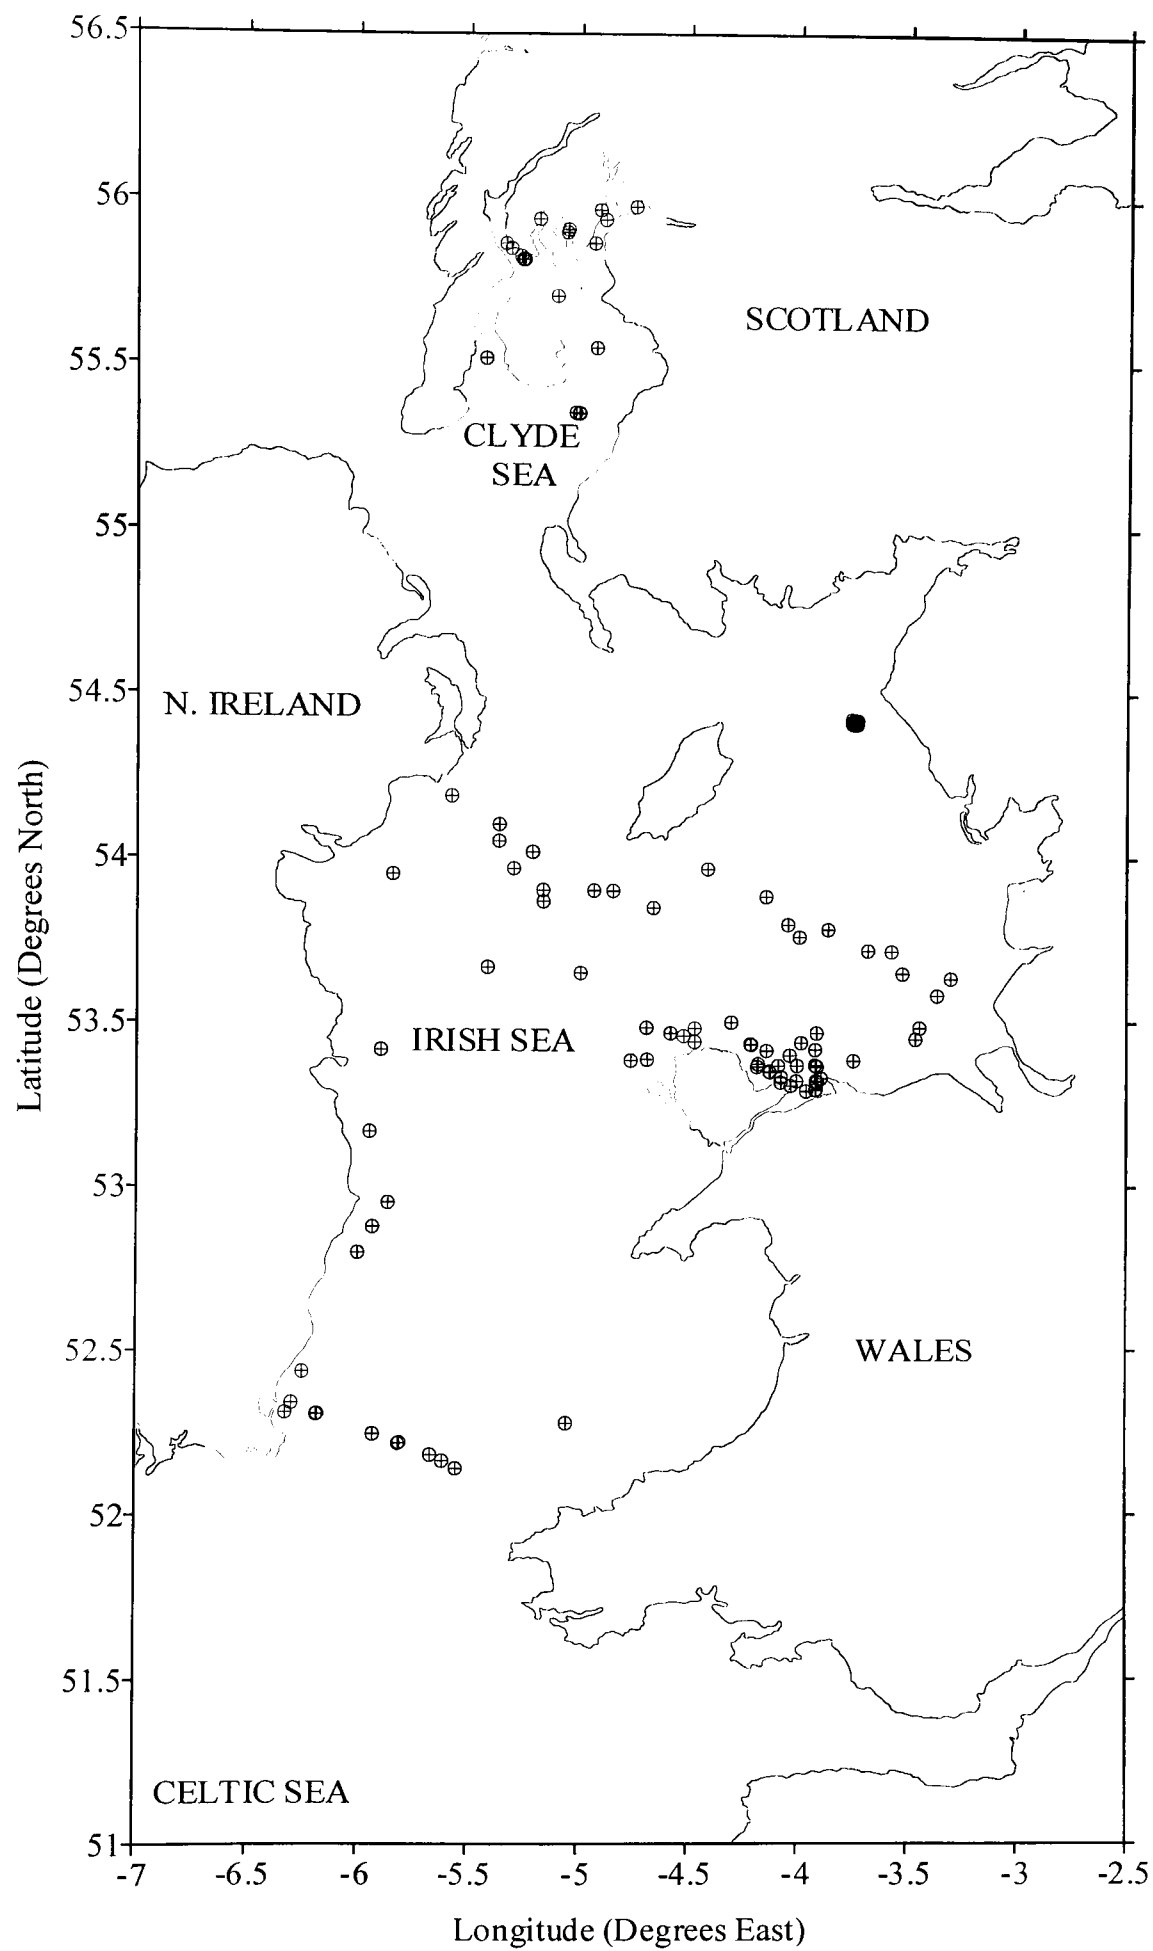 56.5
56
SCOTLAND
55.5
CLYDE
SEA
55
54.5
N. IRELAND
Latitude (Degrees North)
54
53.5
IRISH SEA
53
52.5
WALES
52
51.5
CELTIC SEA
51
-7 -6.5 -6 -5.5 -5 -4.5 -4 -3.5 -3 -2.5
Longitude (Degrees East)